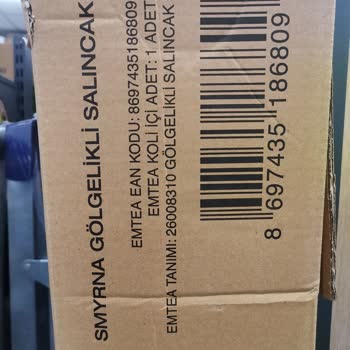 SMYRNA GÖLGELİKLİ SALINCAK
EMTEA EAN KODU: 8697435186809
EMTEA KOLİ İÇİ ADET: 1 ADET
EMTEA TANIMI: 26008310 GÖLGELİKLİ SALINCAK
8 697435 186809